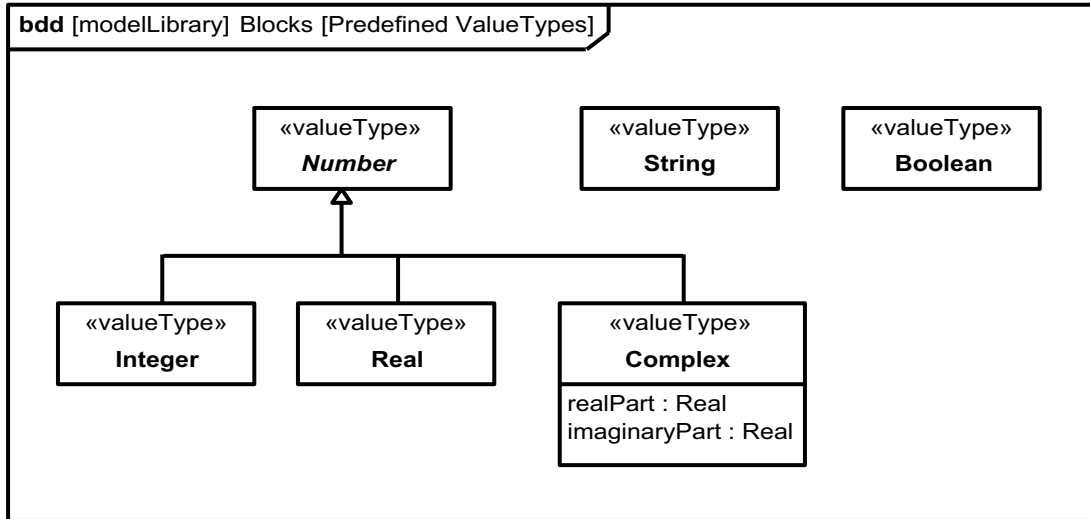 bdd [modelLibrary] Blocks [Predefined ValueTypes]
«valueType»
Number
«valueType»
String
«valueType»
Boolean
«valueType»
Integer
«valueType»
Real
«valueType»
Complex
realPart : Real
imaginaryPart : Real